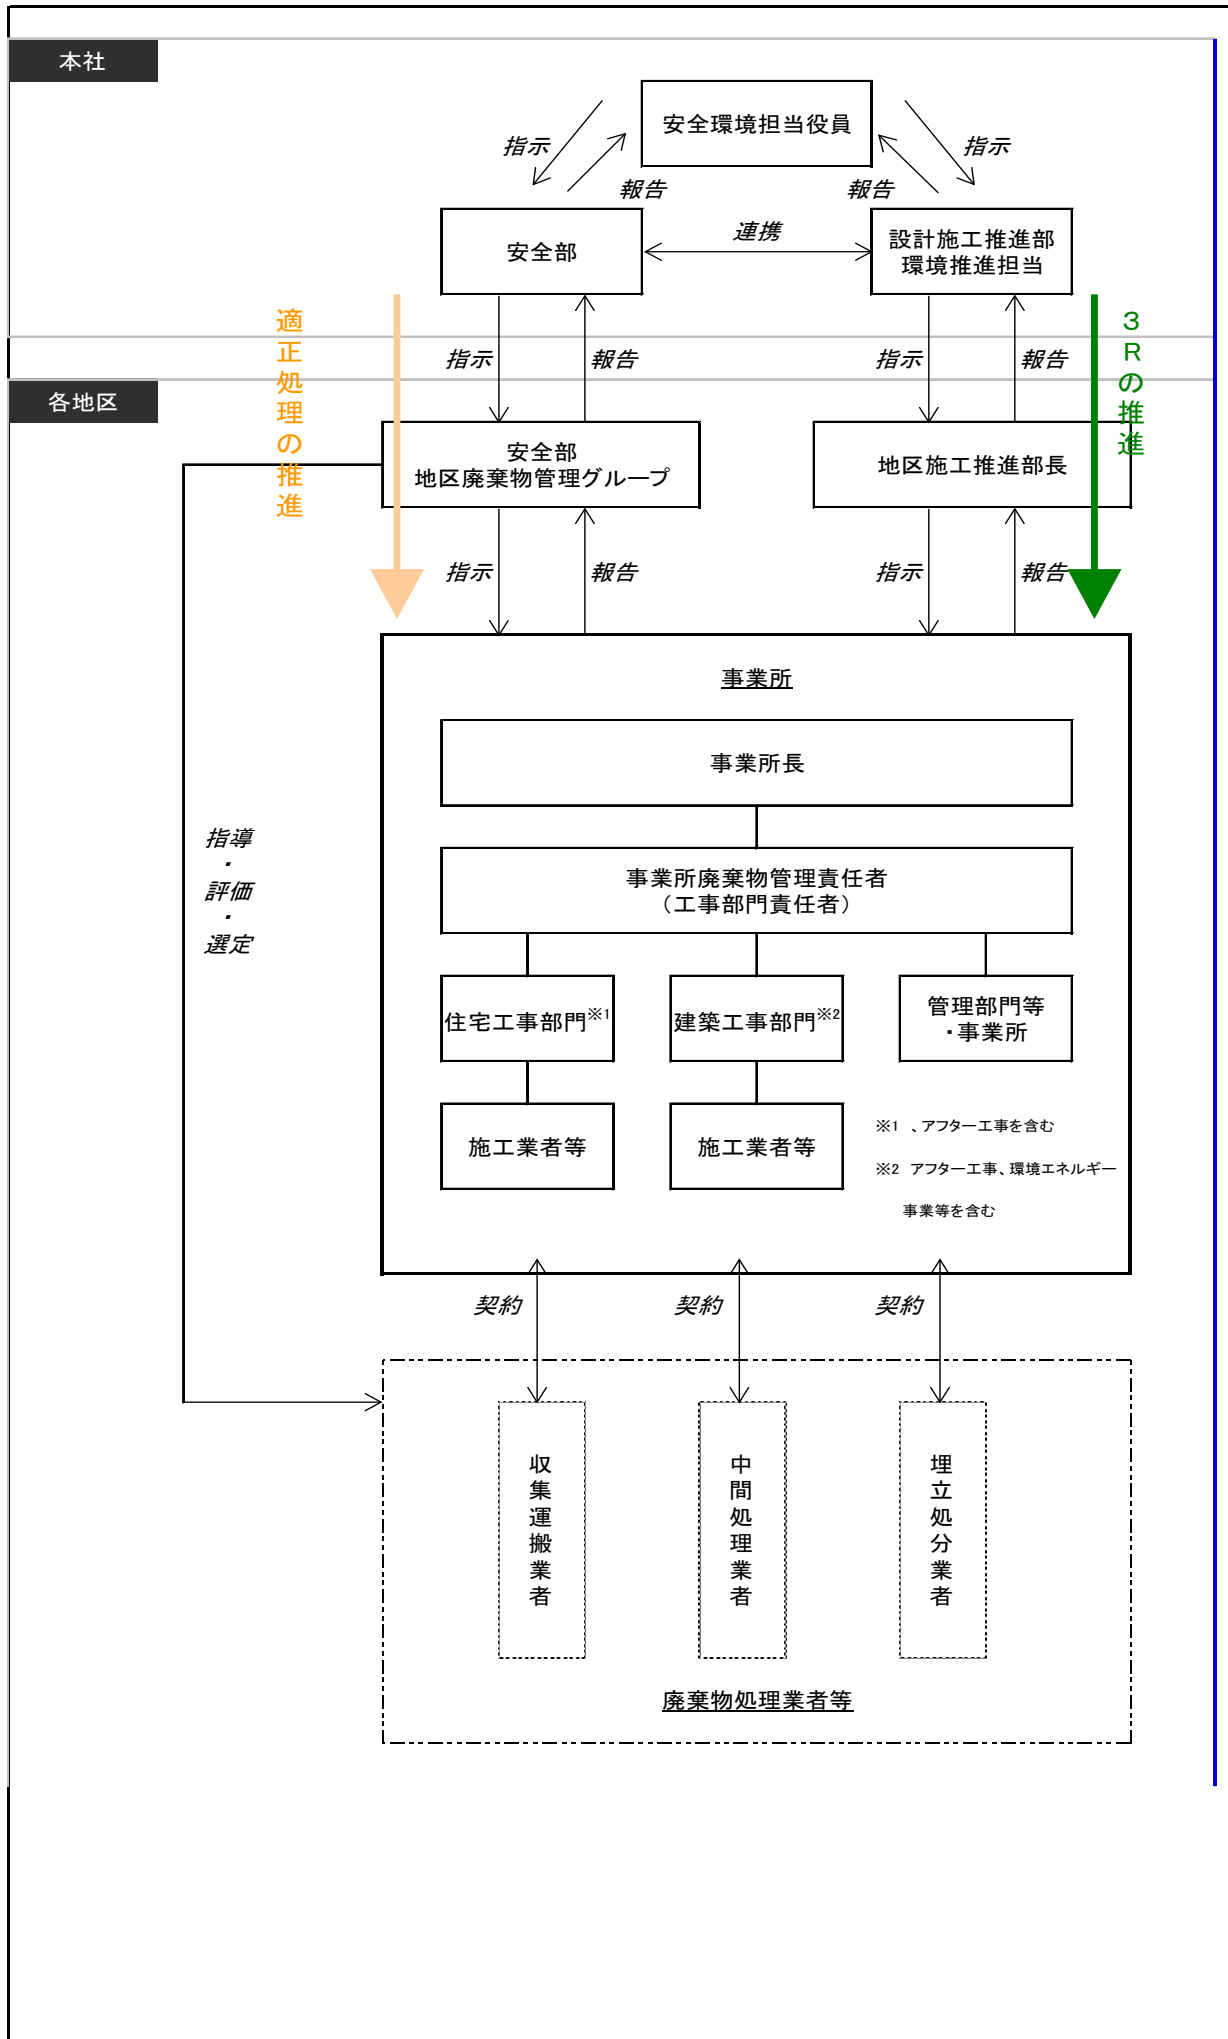 本社
安全環境担当役員
指示
指示
報告
報告
連携
安全部
設計施工推進部
環境推進担当
適正処理の推進
3Rの推進
指示
報告
指示
報告
各地区
安全部
地区廃棄物管理グループ
地区施工推進部長
指示
報告
指示
報告
事業所
事業所長
指導
・
評価
・
選定
事業所廃棄物管理責任者
（工事部門責任者）
住宅工事部門※1
建築工事部門※2
管理部門等
・事業所
施工業者等
施工業者等
※1 、アフター工事を含む
※2 アフター工事、環境エネルギー
事業等を含む
契約
契約
契約
収集運搬業者
中間処理業者
埋立処分業者
廃棄物処理業者等